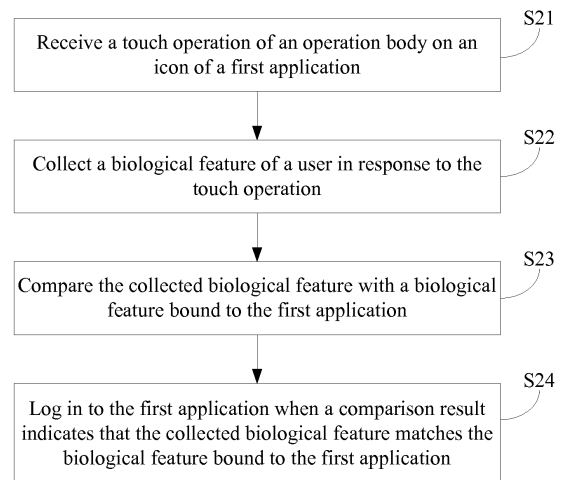 S21
Receive a touch operation of an operation body on an
icon of a first application
S22
Collect a biological feature of a user in response to the
touch operation
S23
Compare the collected biological feature with a biological
feature bound to the first application
S24
Log in to the first application when a comparison result
indicates that the collected biological feature matches the
biological feature bound to the first application